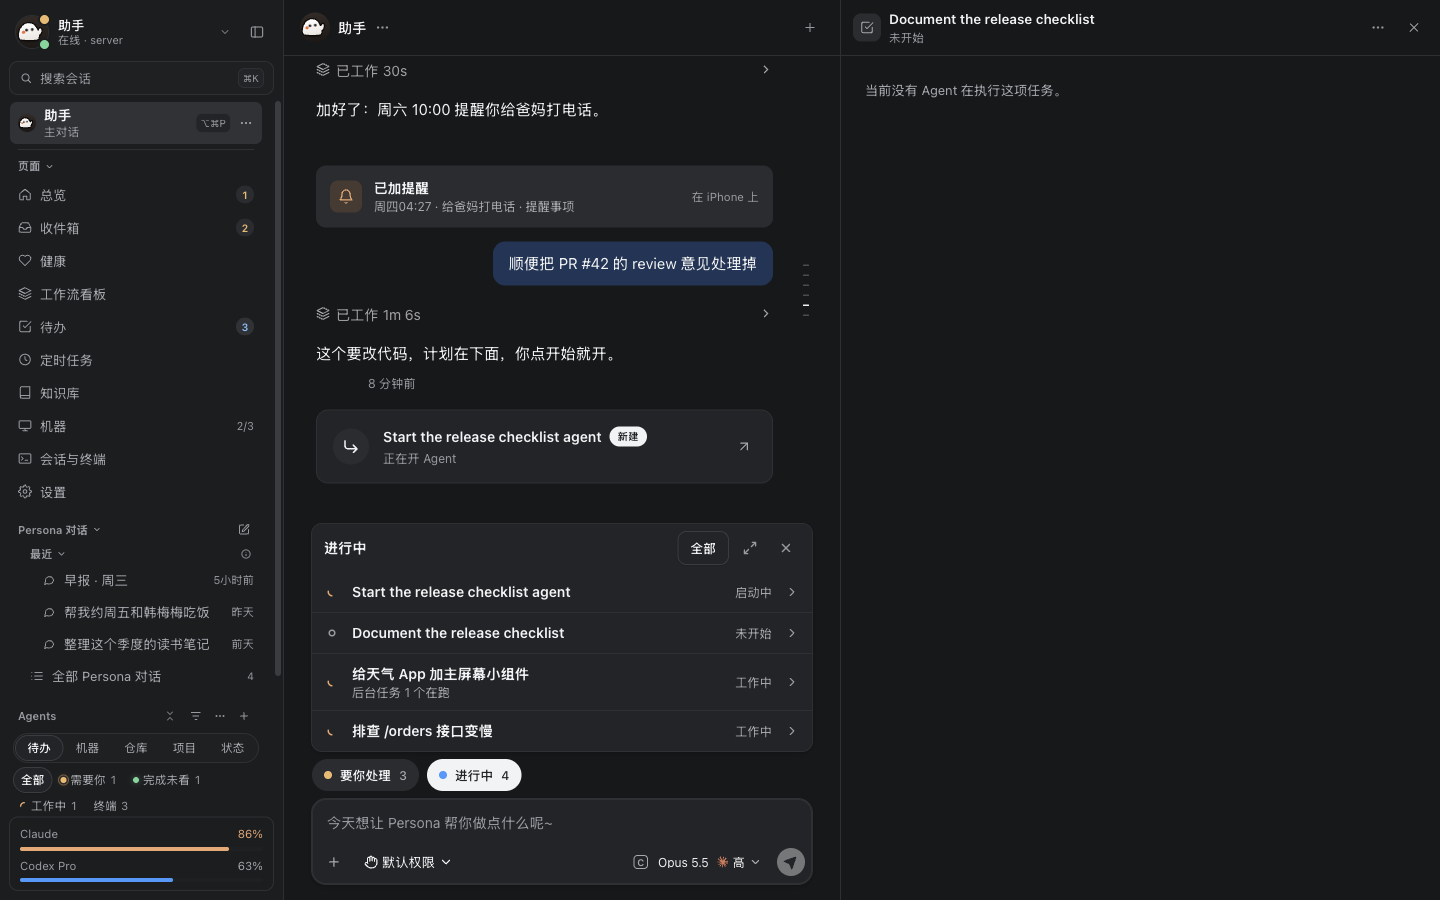 助手
在线 · server
搜索会话
⌘K
助手
主对话
⌥⌘P
页面
总览
1
收件箱
2
健康
工作流看板
待办
3
定时任务
知识库
机器
2/3
会话与终端
设置
Persona 对话
最近
早报 · 周三
5小时前
帮我约周五和韩梅梅吃饭
昨天
整理这个季度的读书笔记
前天
全部 Persona 对话
4
Agents
待办
机器
仓库
项目
状态
全部
需要你 1
完成未看 1
工作中 1
终端 3
Claude
86%
Codex Pro
63%
助手
已工作 30s
加好了：周六 10:00 提醒你给爸妈打电话。
已加提醒
周四04:27 · 给爸妈打电话 · 提醒事项
在 iPhone 上
顺便把 PR #42 的 review 意见处理掉
已工作 1m 6s
这个要改代码，计划在下面，你点开始就开。
8 分钟前
Start the release checklist agent
新建
正在开 Agent
进行中
全部
Start the release checklist agent
启动中
Document the release checklist
未开始
给天气 App 加主屏幕小组件
后台任务 1 个在跑
工作中
排查 /orders 接口变慢
工作中
要你处理 3
进行中 4
今天想让 Persona 帮你做点什么呢~
默认权限
C
Opus 5.5
高
Document the release checklist
未开始
当前没有 Agent 在执行这项任务。